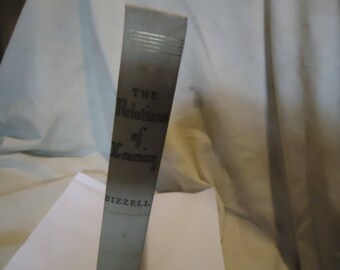 THE
Relations
of
Learning
BIZZELL